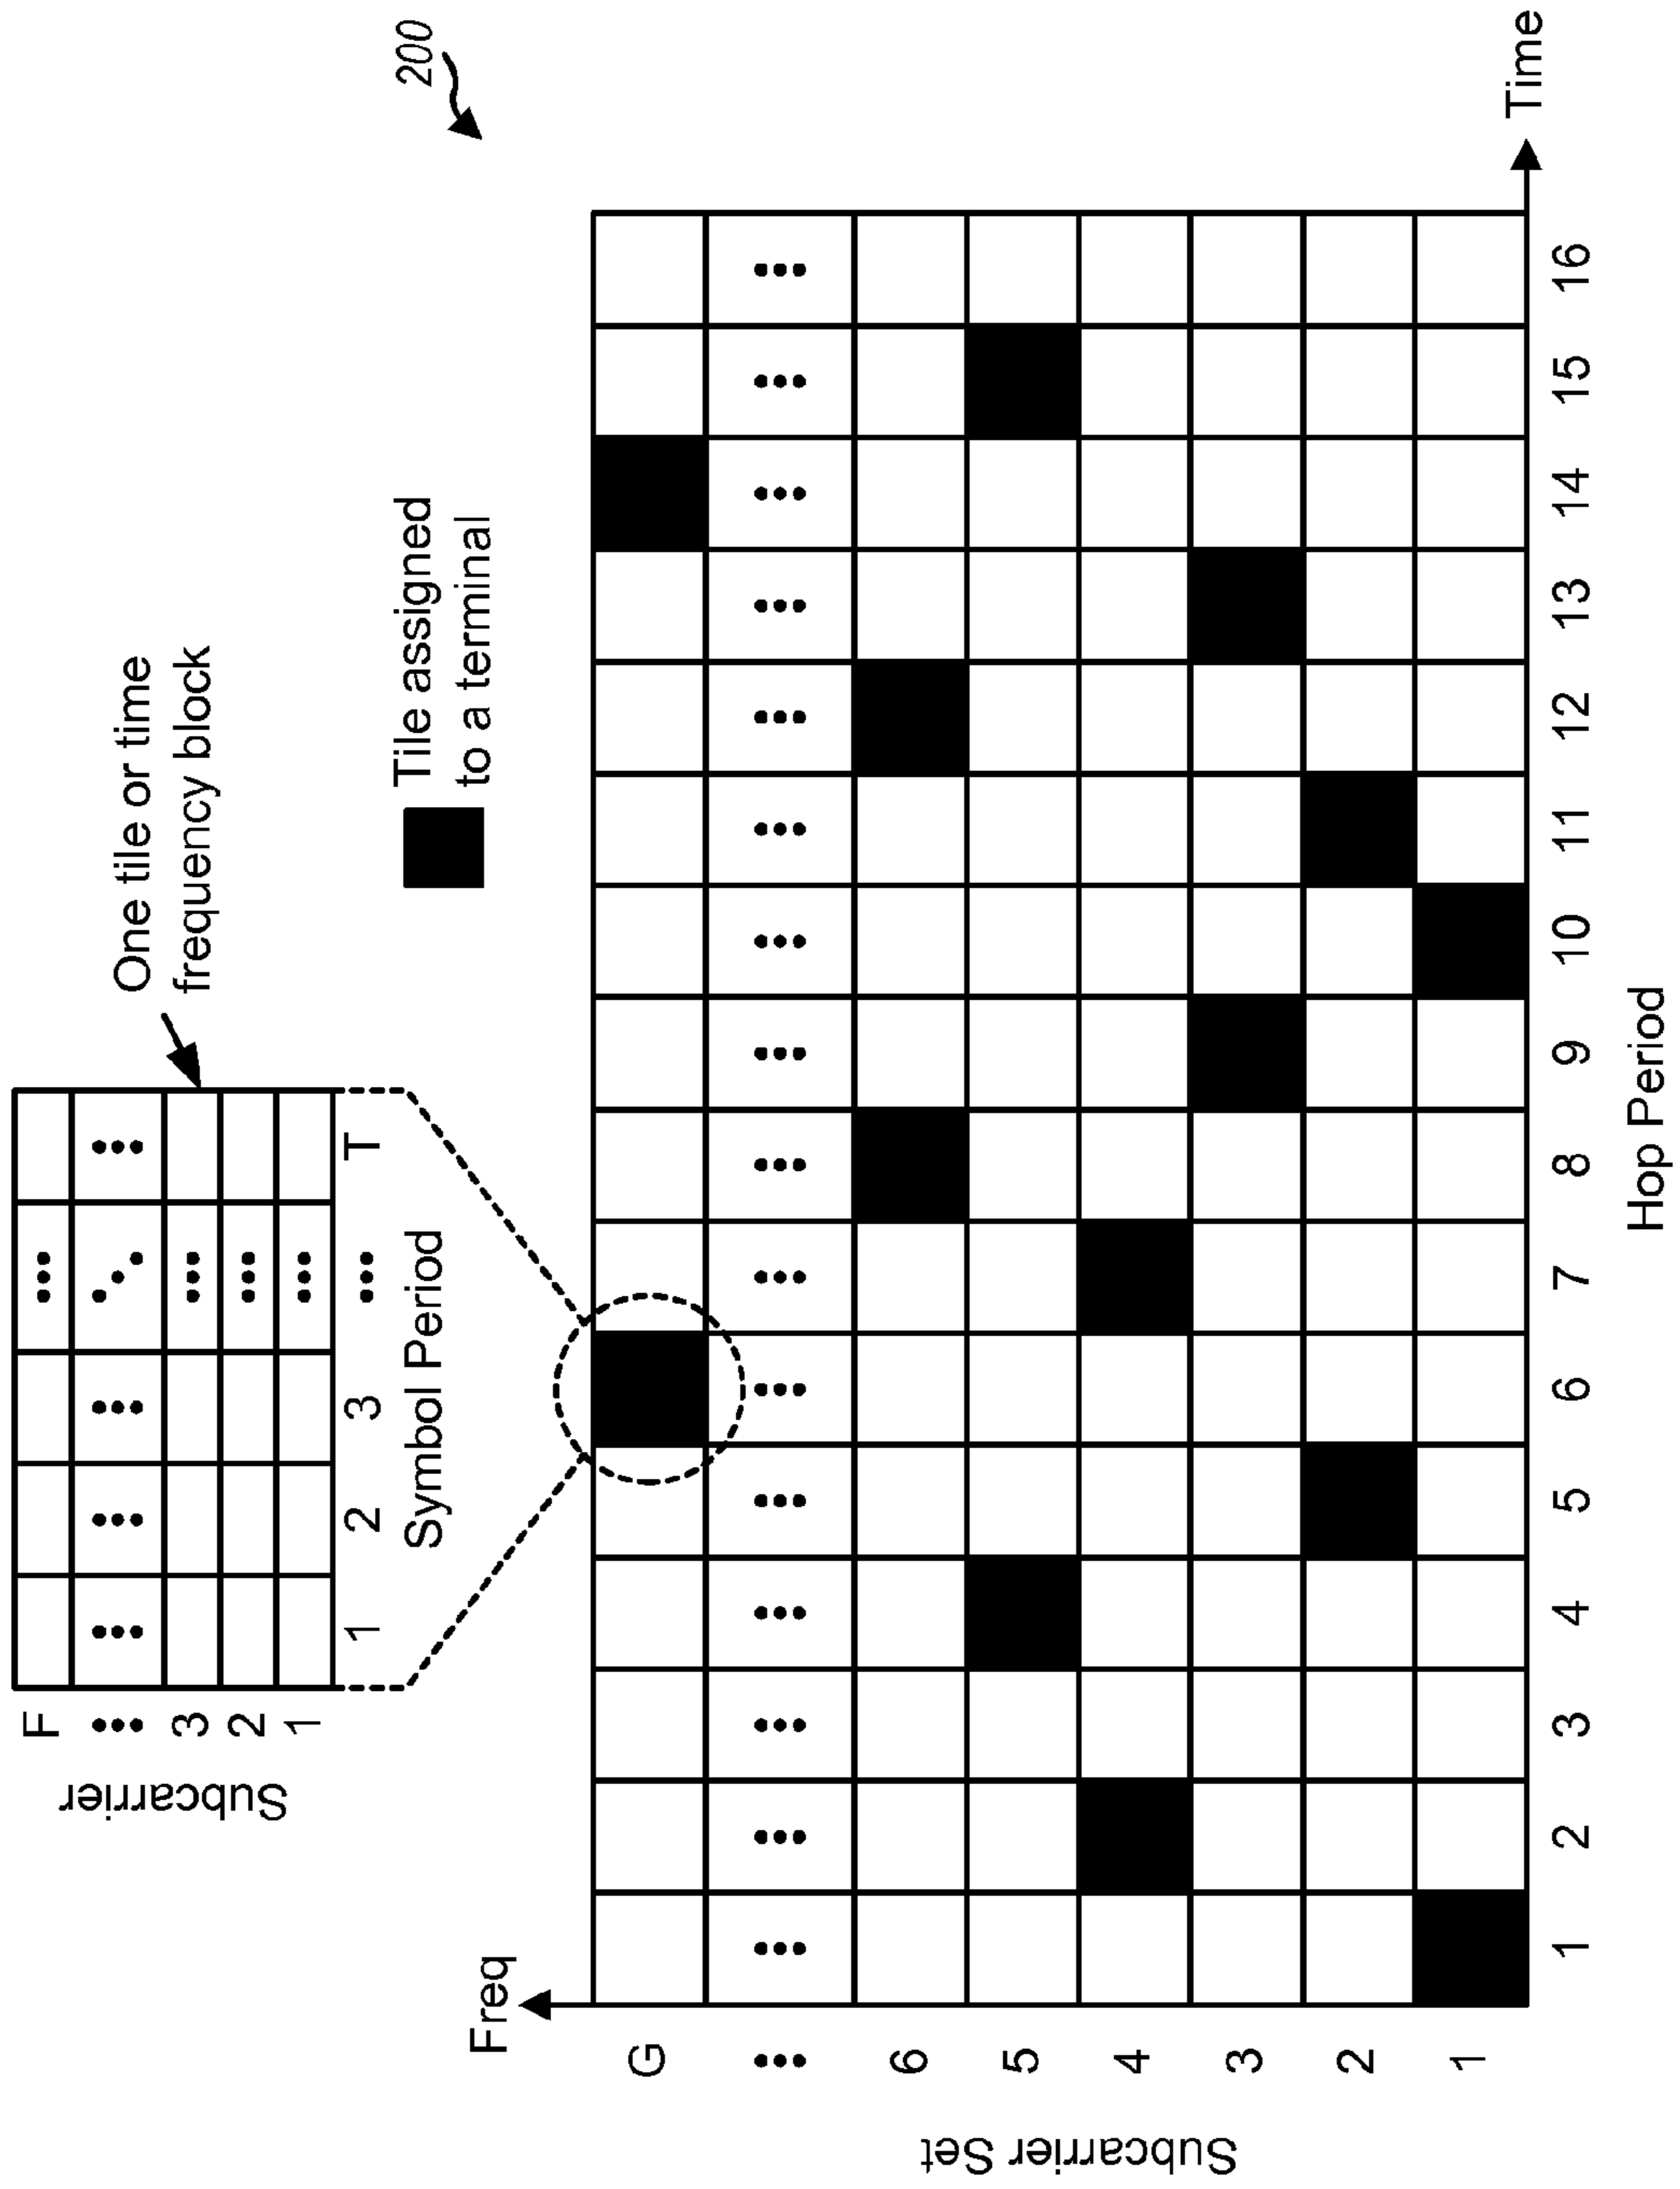 200
One tile or time
frequency block
Subcarrier
F
...
3
2
1
1 2 3 ... T
Symbol Period
Tile assigned
to a terminal
Freq
Subcarrier Set
G
...
6
5
4
3
2
1
1 2 3 4 5 6 7 8 9 10 11 12 13 14 15 16
Time
Hop Period